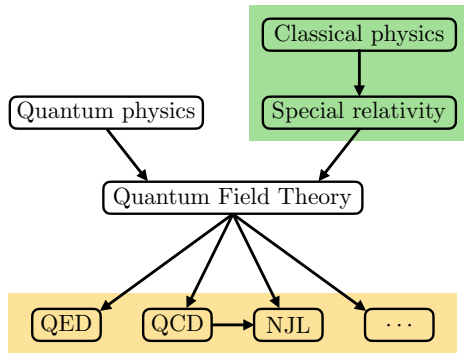 Classical physics
Quantum physics
Special relativity
Quantum Field Theory
QED
QCD
NJL
· · ·